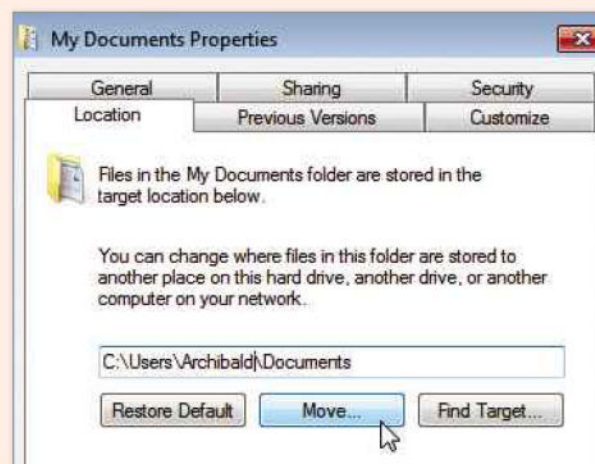 My Documents Properties
General Sharing Security
Location Previous Versions Customize
Files in the My Documents folder are stored in the
target location below.
You can change where files in this folder are stored to
another place on this hard drive, another drive, or another
computer on your network.
C:\Users\Archibald\Documents
Restore Default Move... Find Target...